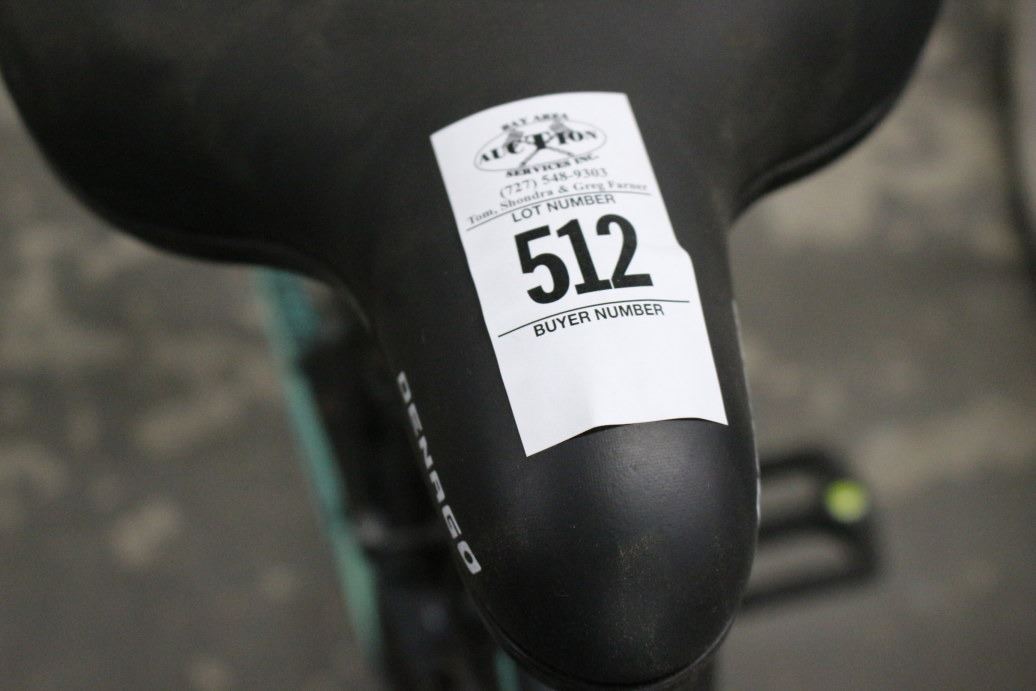 BAY AREA
AUCTION
SERVICES INC.
(727) 548-9303
Tom, Shondra & Greg Farner
LOT NUMBER
512
BUYER NUMBER
DENAGO